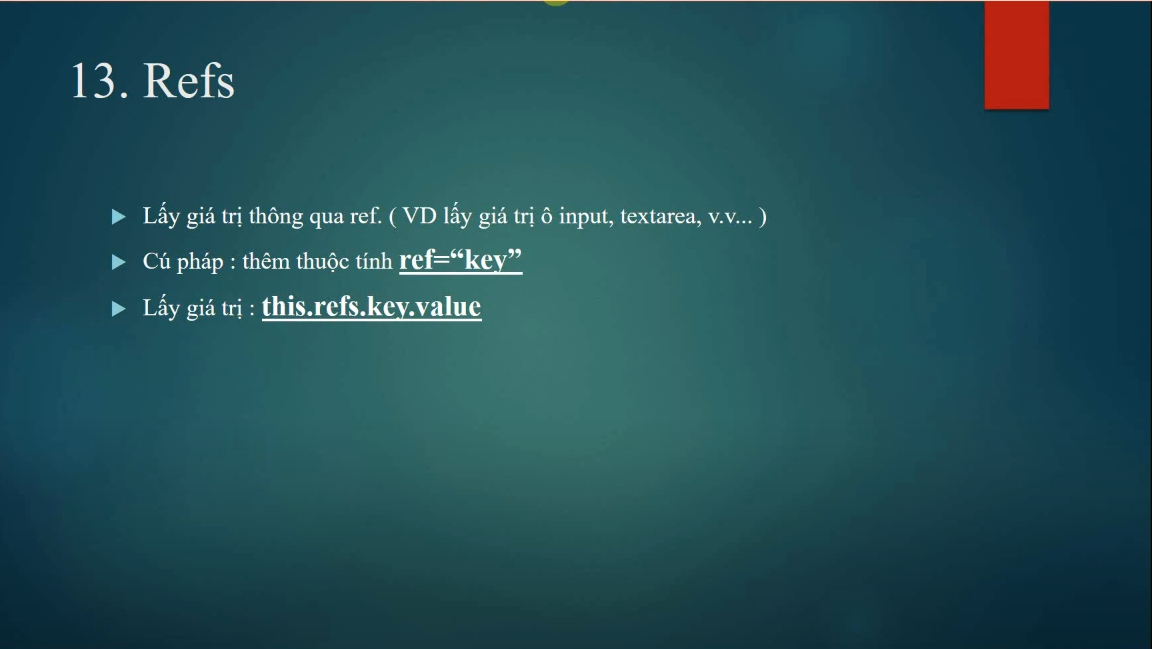 13. Refs
Lấy giá trị thông qua ref. ( VD lấy giá trị ô input, textarea, v.v... )
Cú pháp : thêm thuộc tính ref=“key”
Lấy giá trị : this.refs.key.value